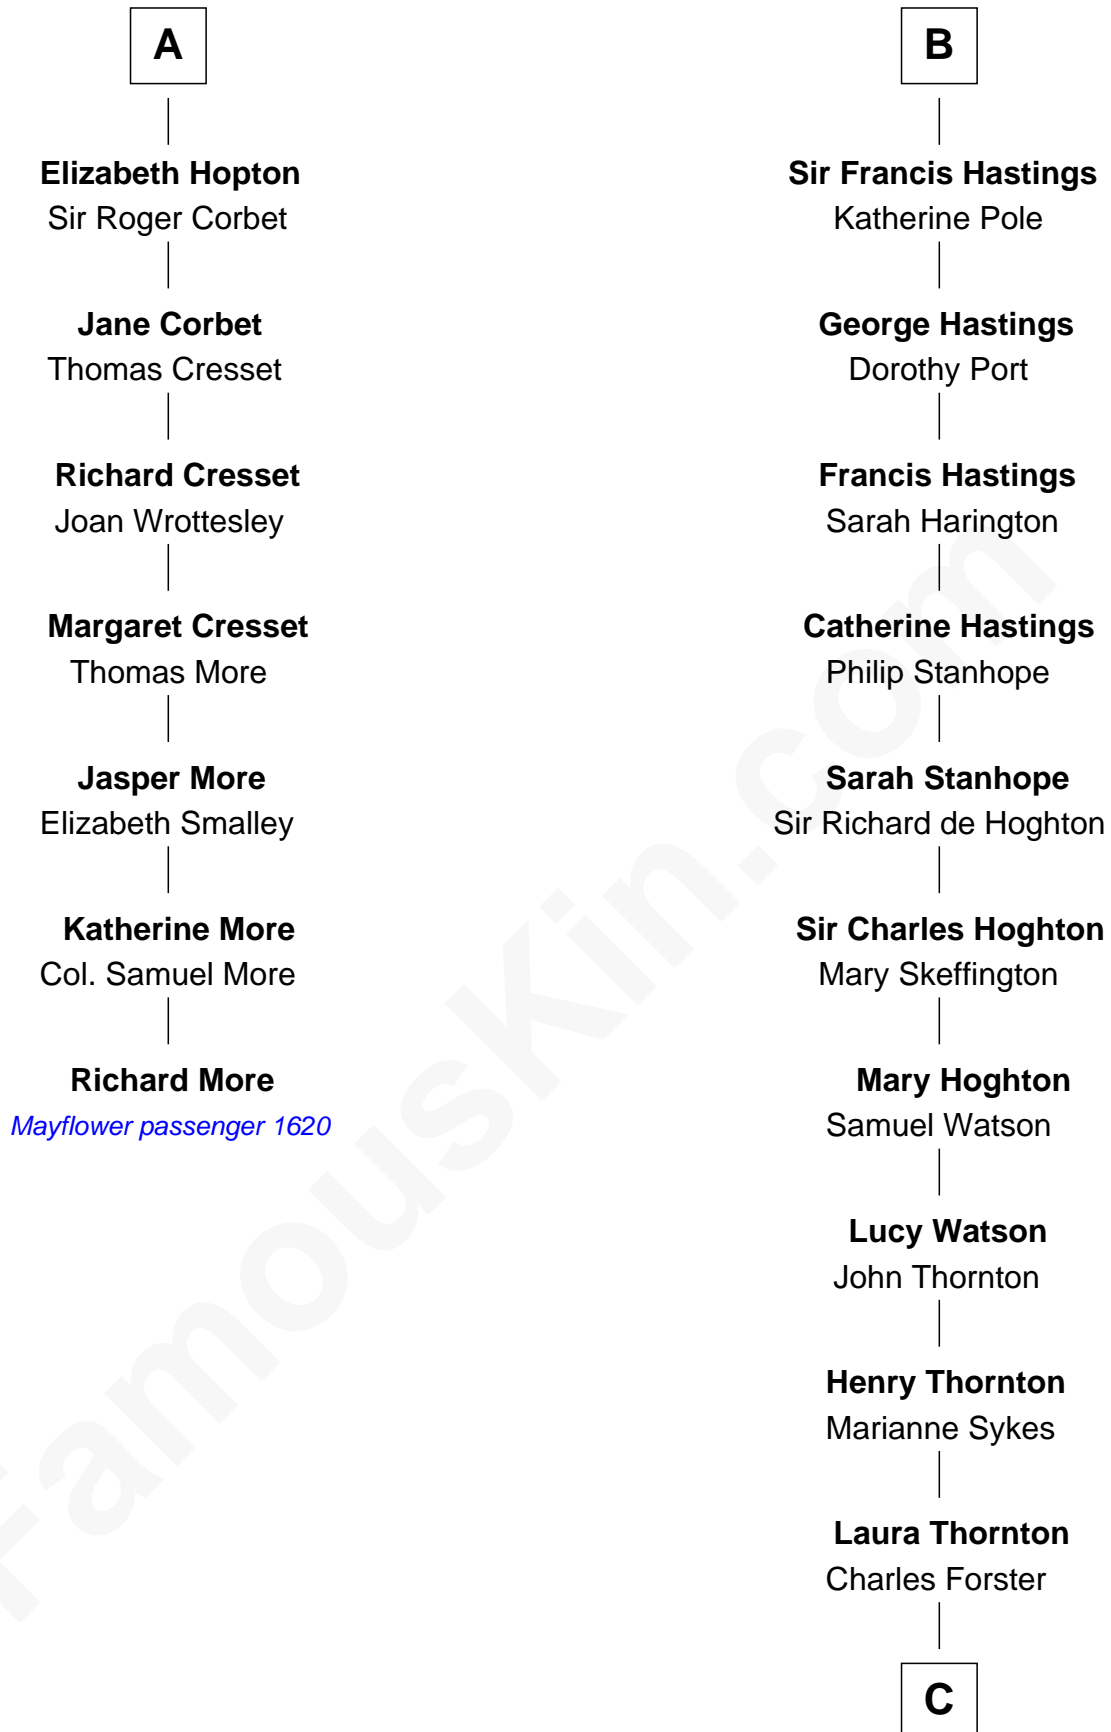 A
Elizabeth Hopton
Sir Roger Corbet
Jane Corbet
Thomas Cresset
Richard Cresset
Joan Wrottesley
Margaret Cresset
Thomas More
Jasper More
Elizabeth Smalley
Katherine More
Col. Samuel More
Richard More
Mayflower passenger 1620
B
Sir Francis Hastings
Katherine Pole
George Hastings
Dorothy Port
Francis Hastings
Sarah Harington
Catherine Hastings
Philip Stanhope
Sarah Stanhope
Sir Richard de Hoghton
Sir Charles Hoghton
Mary Skeffington
Mary Hoghton
Samuel Watson
Lucy Watson
John Thornton
Henry Thornton
Marianne Sykes
Laura Thornton
Charles Forster
C
FamousKin.com